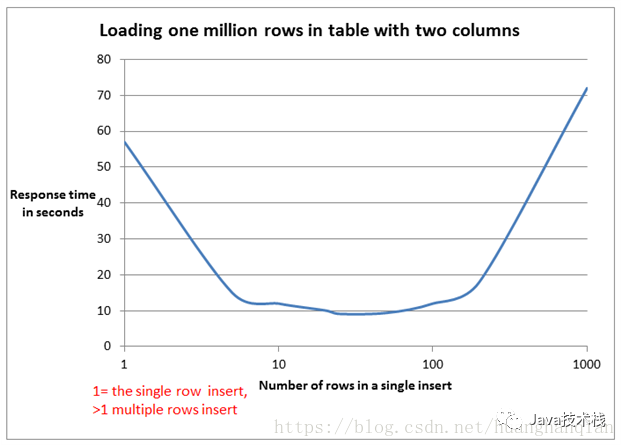 Loading one million rows in table with two columns
80
70
60
50
40
30
20
10
0
Response time
in seconds
1
10
100
1000
Number of rows in a single insert
1= the single row insert,
>1 multiple rows insert
https://blog.csdn.net/huanghanqian
Java技术栈